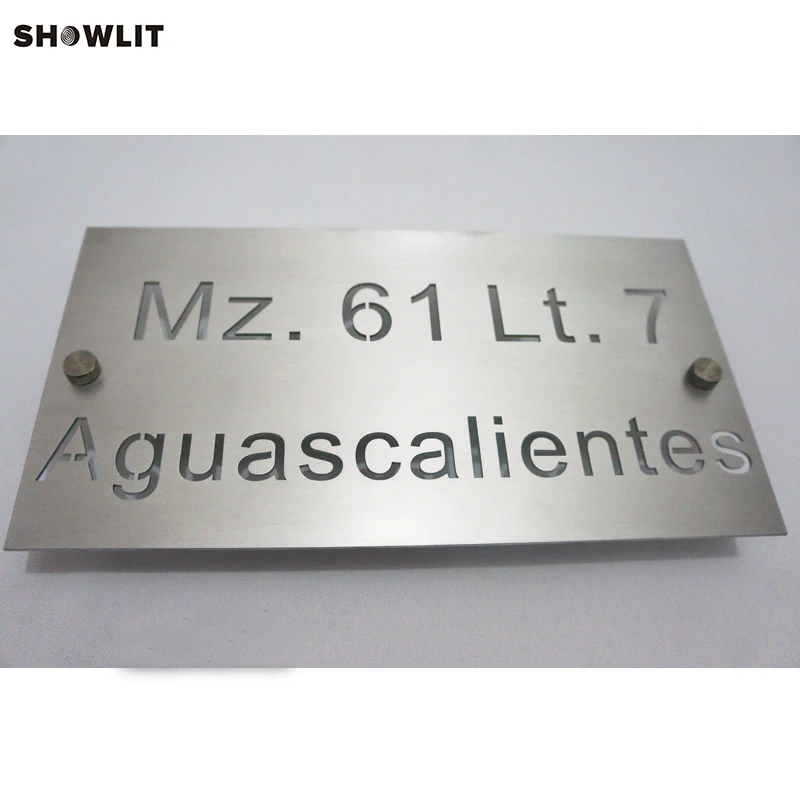 SHOWLIT
Mz. 61 Lt. 7
Aguascalientes